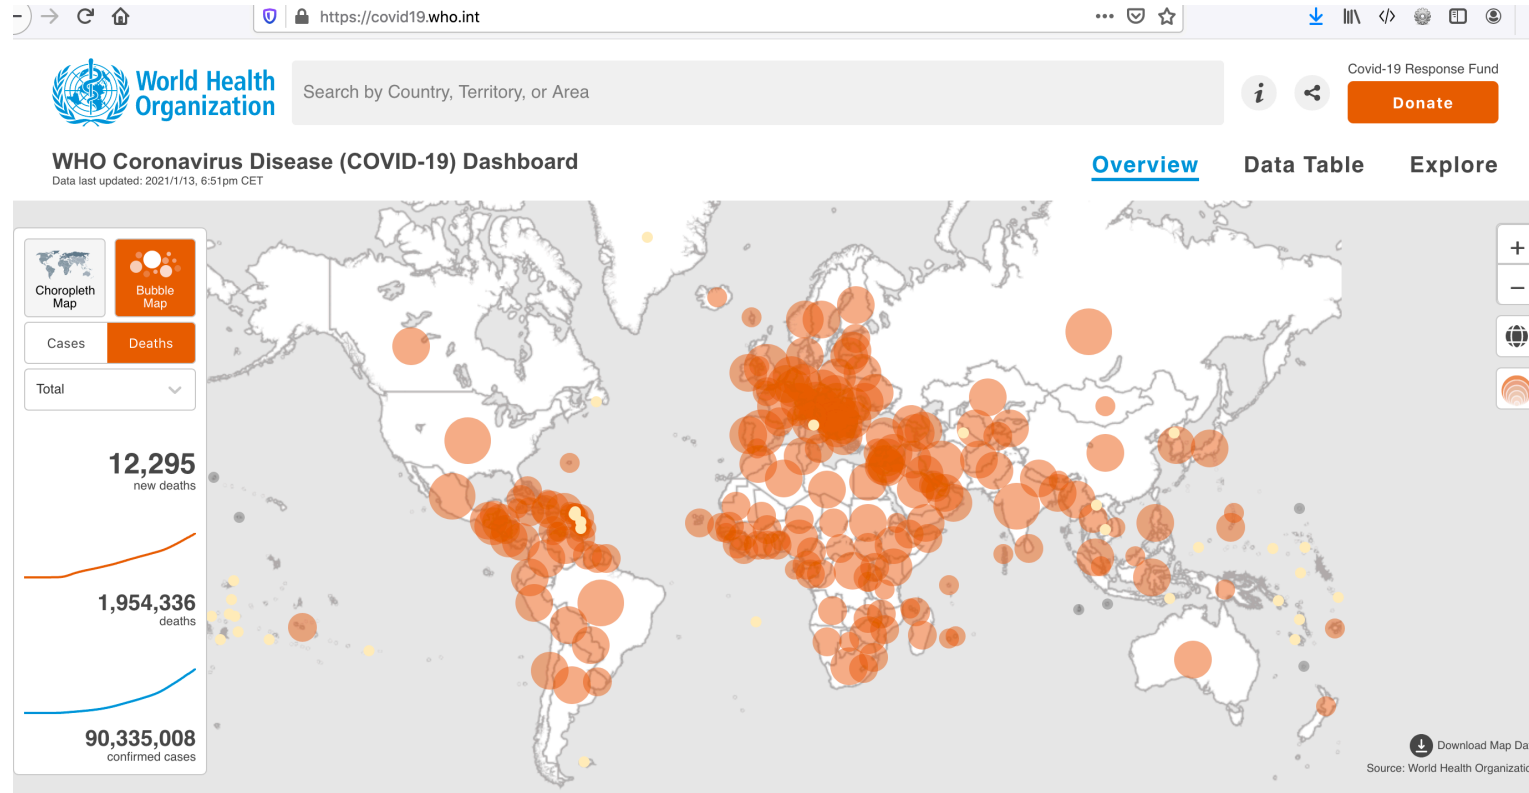 https://covid19.who.int
World Health
Organization
Search by Country, Territory, or Area
i
Covid-19 Response Fund
Donate
WHO Coronavirus Disease (COVID-19) Dashboard
Data last updated: 2021/1/13, 6:51pm CET
Overview
Data Table
Explore
Choropleth
Map
Bubble
Map
Cases
Deaths
Total
12,295
new deaths
1,954,336
deaths
90,335,008
confirmed cases
+
−
Download Map Da
Source: World Health Organizatio